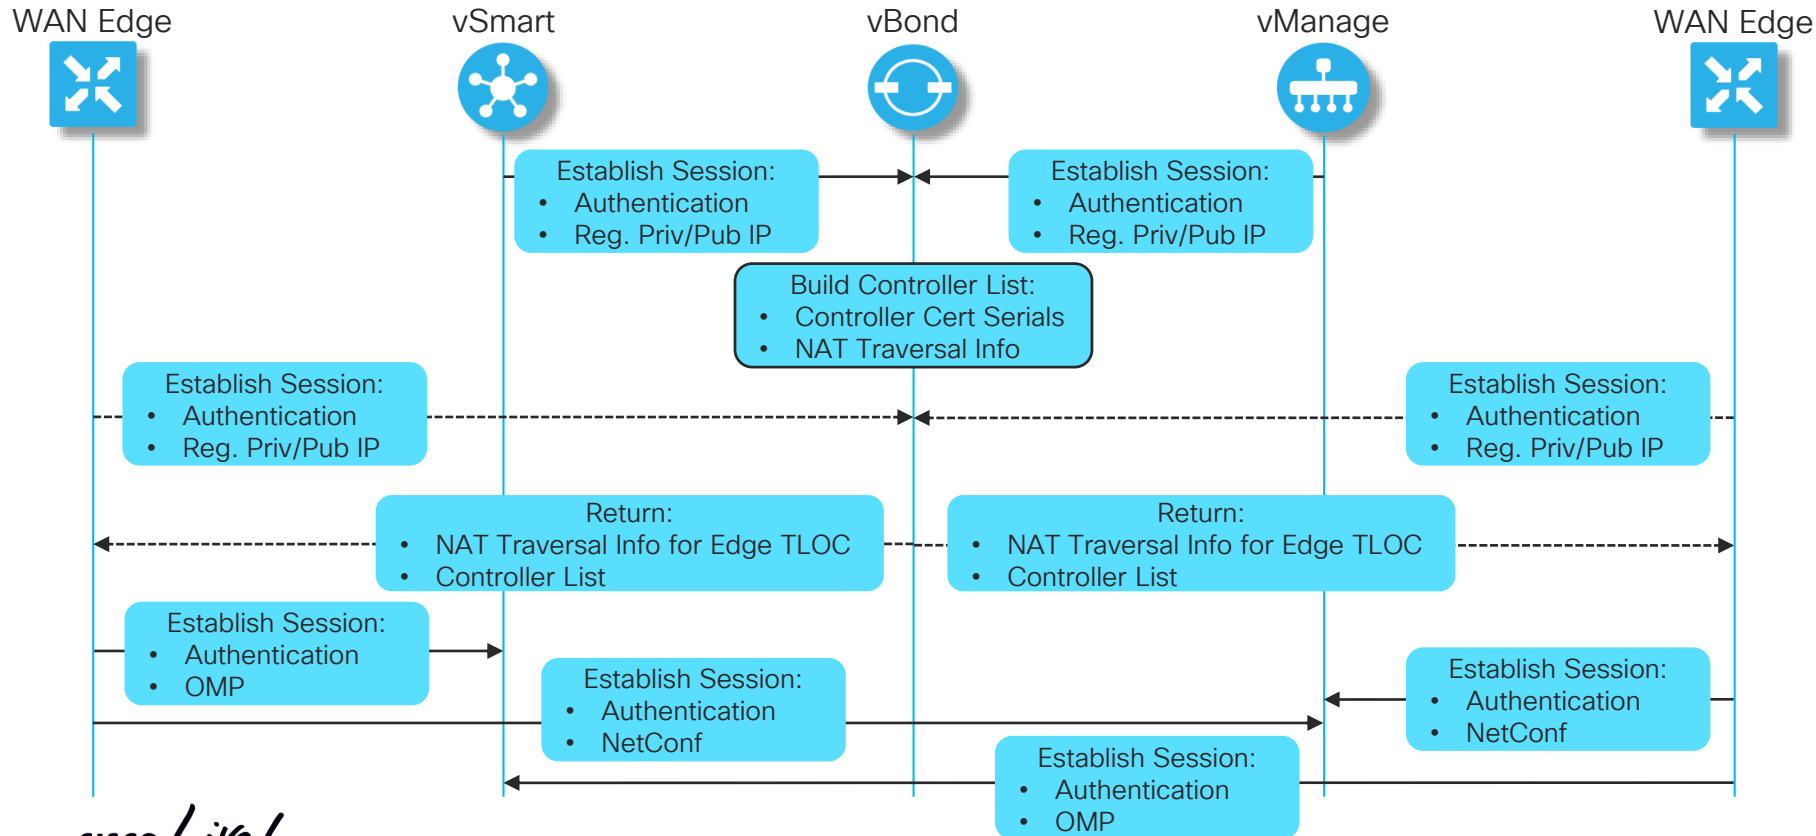 WAN Edge
vSmart
vBond
vManage
WAN Edge
Establish Session:
• Authentication
• Reg. Priv/Pub IP
Establish Session:
• Authentication
• Reg. Priv/Pub IP
Build Controller List:
• Controller Cert Serials
• NAT Traversal Info
Establish Session:
• Authentication
• Reg. Priv/Pub IP
Establish Session:
• Authentication
• Reg. Priv/Pub IP
Return:
• NAT Traversal Info for Edge TLOC
• Controller List
Return:
• NAT Traversal Info for Edge TLOC
• Controller List
Establish Session:
• Authentication
• OMP
Establish Session:
• Authentication
• NetConf
Establish Session:
• Authentication
• NetConf
Establish Session:
• Authentication
• OMP